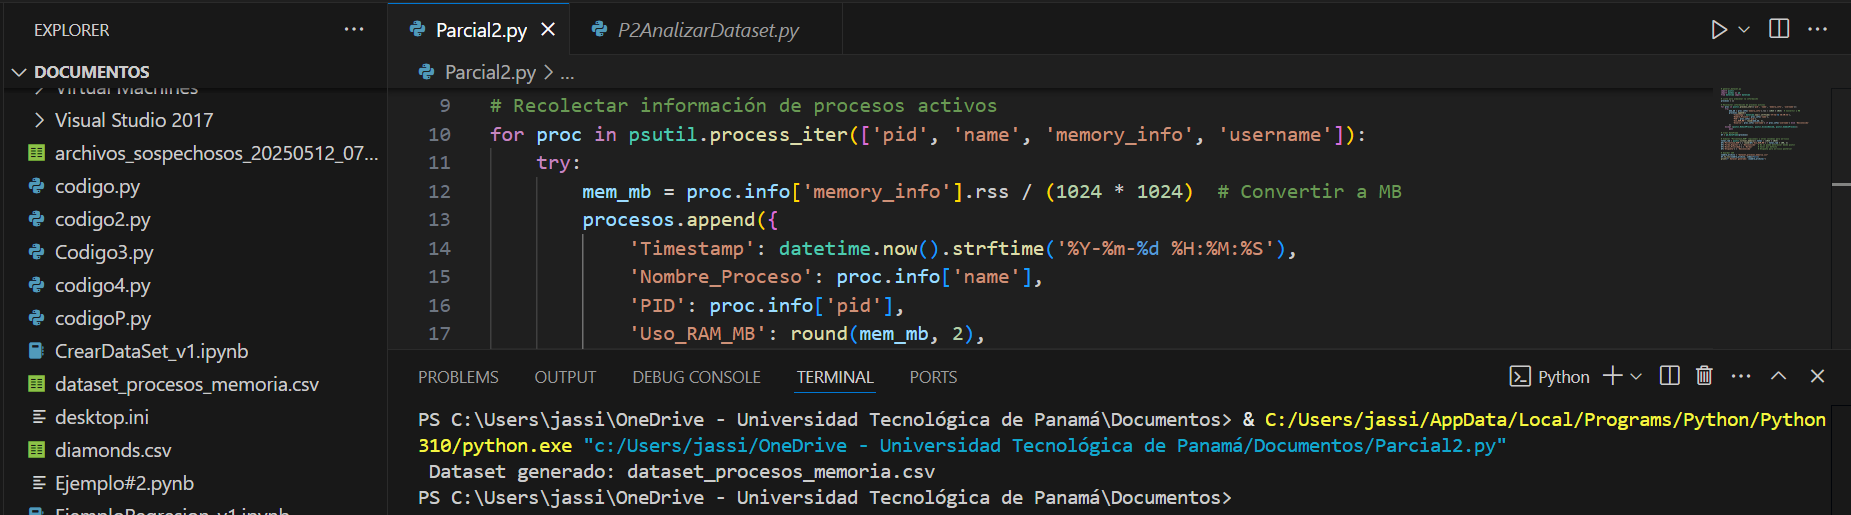 EXPLORER
...
DOCUMENTOS
Virtual Machines
Visual Studio 2017
archivos_sospechosos_20250512_07...
codigo.py
codigo2.py
Codigo3.py
codigo4.py
codigoP.py
CrearDataSet_v1.ipynb
dataset_procesos_memoria.csv
desktop.ini
diamonds.csv
Ejemplo#2.pynb
EjemploRegresion_v1.ipynb
Parcial2.py
P2AnalizarDataset.py
Parcial2.py > ...
9 # Recolectar información de procesos activos
10 for proc in psutil.process_iter(['pid', 'name', 'memory_info', 'username']):
11 try:
12 mem_mb = proc.info['memory_info'].rss / (1024 * 1024) # Convertir a MB
13 procesos.append({
14 'Timestamp': datetime.now().strftime('%Y-%m-%d %H:%M:%S'),
15 'Nombre_Proceso': proc.info['name'],
16 'PID': proc.info['pid'],
17 'Uso_RAM_MB': round(mem_mb, 2),
PROBLEMS OUTPUT DEBUG CONSOLE TERMINAL PORTS
Python
PS C:\Users\jassi\OneDrive - Universidad Tecnológica de Panamá\Documentos> & C:/Users/jassi/AppData/Local/Programs/Python/Python
310/python.exe "c:/Users/jassi/OneDrive - Universidad Tecnológica de Panamá/Documentos/Parcial2.py"
Dataset generado: dataset_procesos_memoria.csv
PS C:\Users\jassi\OneDrive - Universidad Tecnológica de Panamá\Documentos>